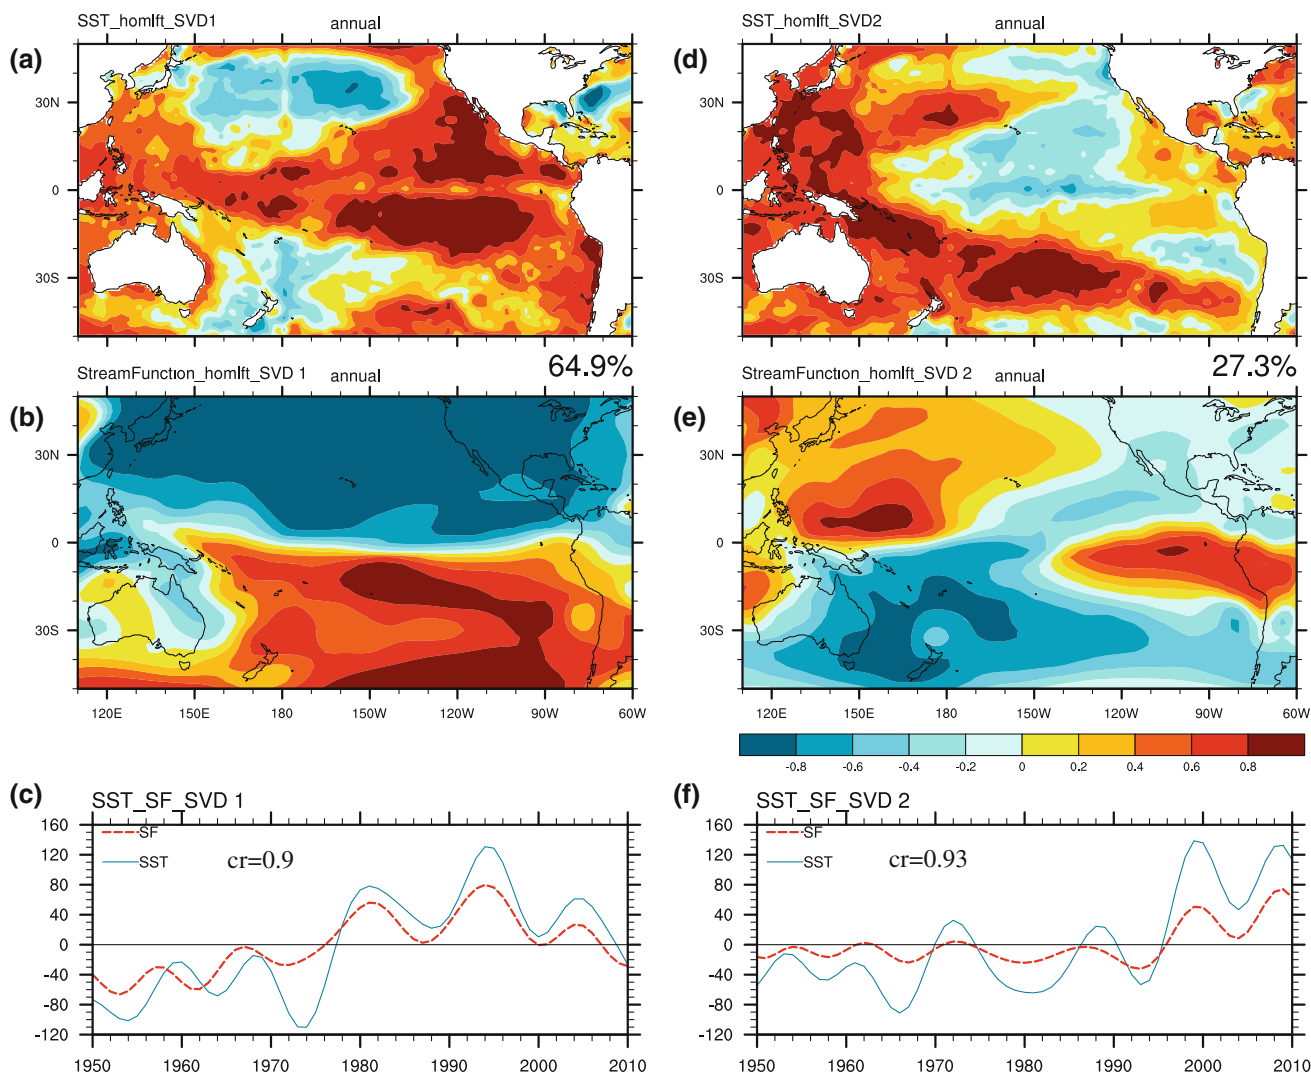 SST_homlft_SVD1 annual
(a)
30N
0
30S
StreamFunction_homlft_SVD 1 annual 64.9%
(b)
30N
0
30S
120E 150E 180 150W 120W 90W 60W
(c)
SST_SF_SVD 1
160
120
80
40
0
-40
-80
-120
SF
SST
cr=0.9
1950 1960 1970 1980 1990 2000 2010
SST_homlft_SVD2 annual
(d)
30N
0
30S
StreamFunction_homlft_SVD 2 annual 27.3%
(e)
30N
0
30S
120E 150E 180 150W 120W 90W 60W
-0.8 -0.6 -0.4 -0.2 0 0.2 0.4 0.6 0.8
(f)
SST_SF_SVD 2
160
120
80
40
0
-40
-80
-120
SF
SST
cr=0.93
1950 1960 1970 1980 1990 2000 2010